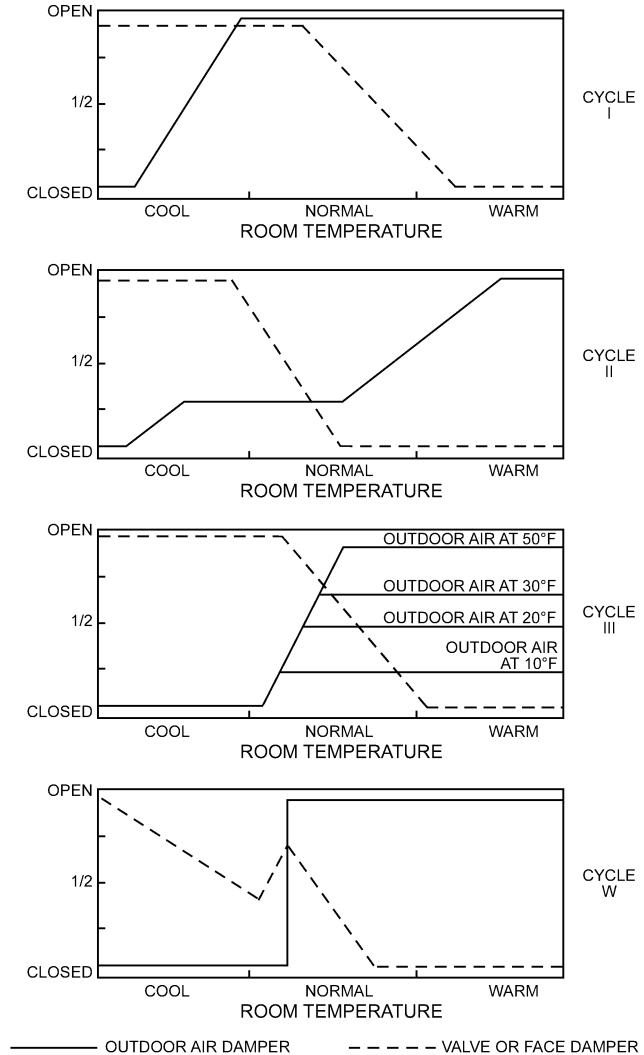 OPEN
1/2
CLOSED
COOL NORMAL WARM
ROOM TEMPERATURE
CYCLE
I
OPEN
1/2
CLOSED
COOL NORMAL WARM
ROOM TEMPERATURE
CYCLE
II
OPEN
1/2
CLOSED
OUTDOOR AIR AT 50°F
OUTDOOR AIR AT 30°F
OUTDOOR AIR AT 20°F
OUTDOOR AIR
AT 10°F
COOL NORMAL WARM
ROOM TEMPERATURE
CYCLE
III
OPEN
1/2
CLOSED
COOL NORMAL WARM
ROOM TEMPERATURE
CYCLE
W
OUTDOOR AIR DAMPER VALVE OR FACE DAMPER